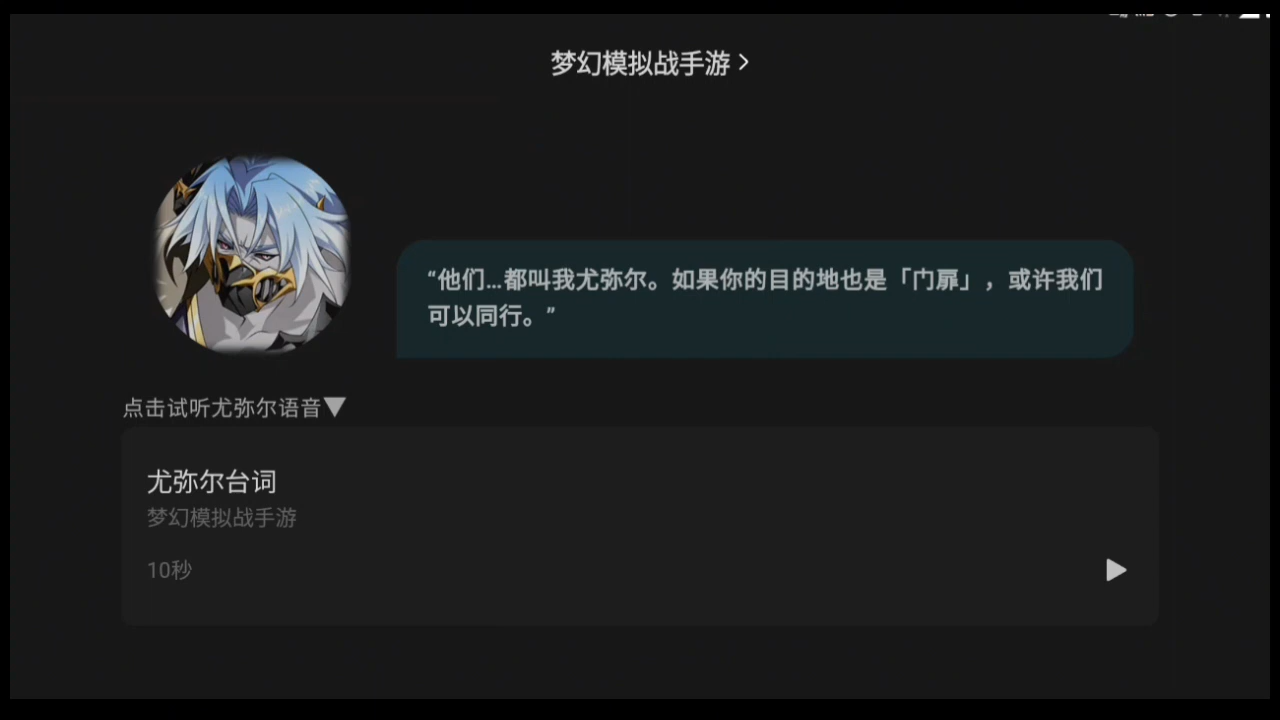 梦幻模拟战手游
“他们...都叫我尤弥尔。如果你的目的地也是「门扉」，或许我们
可以同行。”
点击试听尤弥尔语音▼
尤弥尔台词
梦幻模拟战手游
10秒